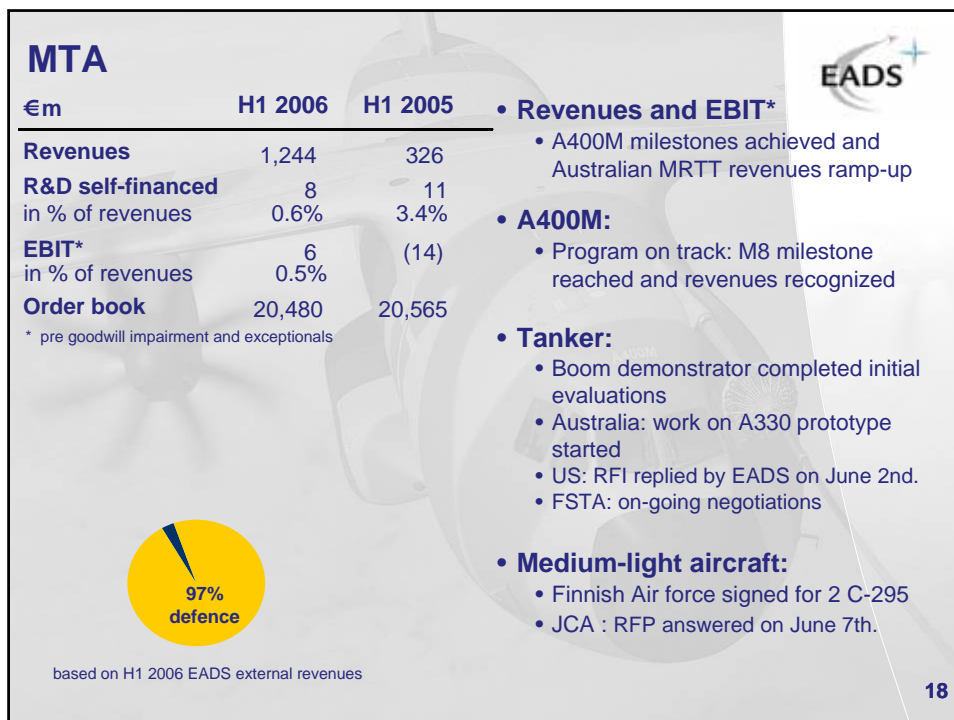 MTA
EADS
€m H1 2006 H1 2005
Revenues 1,244 326
R&D self-financed 8 11
in % of revenues 0.6% 3.4%
EBIT* 6 (14)
in % of revenues 0.5%
Order book 20,480 20,565
* pre goodwill impairment and exceptionals
97%
defence
based on H1 2006 EADS external revenues
• Revenues and EBIT*
• A400M milestones achieved and
Australian MRTT revenues ramp-up
• A400M:
• Program on track: M8 milestone
reached and revenues recognized
• Tanker:
• Boom demonstrator completed initial
evaluations
• Australia: work on A330 prototype
started
• US: RFI replied by EADS on June 2nd.
• FSTA: on-going negotiations
• Medium-light aircraft:
• Finnish Air force signed for 2 C-295
• JCA : RFP answered on June 7th.
18
A400M